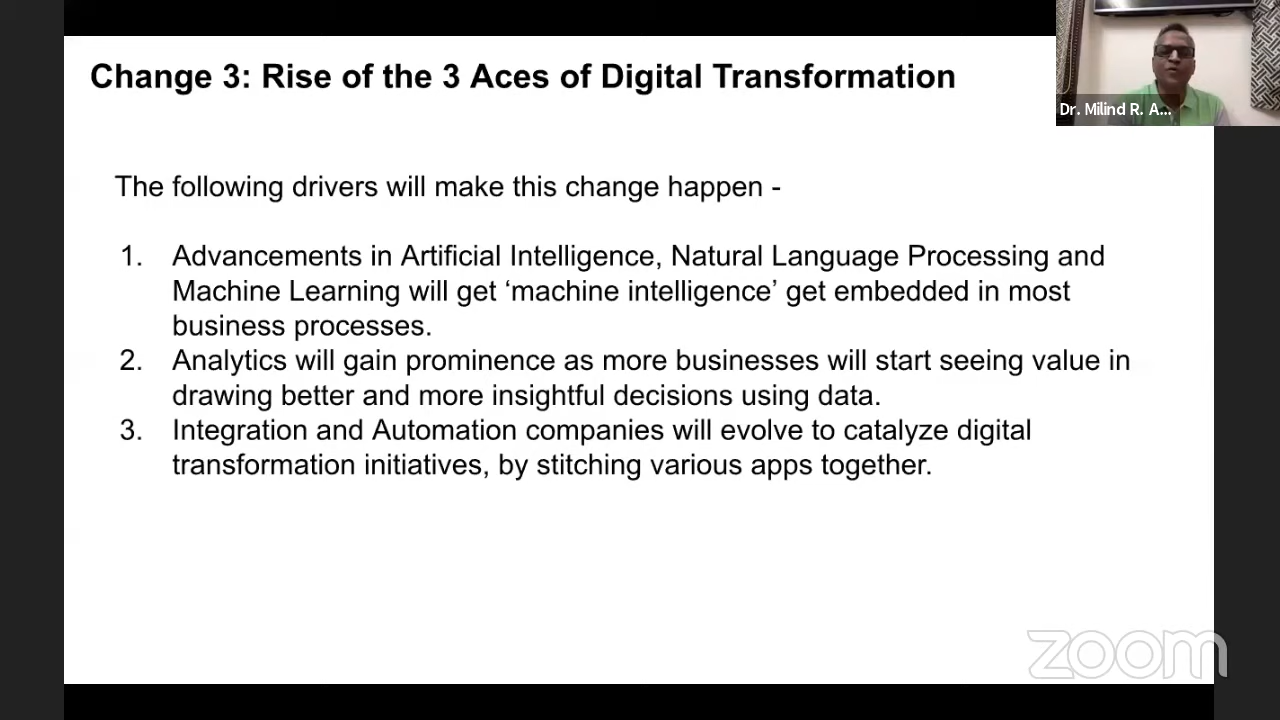 Change 3: Rise of the 3 Aces of Digital Transformation
Dr. Milind R. A...
The following drivers will make this change happen -
1. Advancements in Artificial Intelligence, Natural Language Processing and
Machine Learning will get ‘machine intelligence’ get embedded in most
business processes.
2. Analytics will gain prominence as more businesses will start seeing value in
drawing better and more insightful decisions using data.
3. Integration and Automation companies will evolve to catalyze digital
transformation initiatives, by stitching various apps together.
zoom